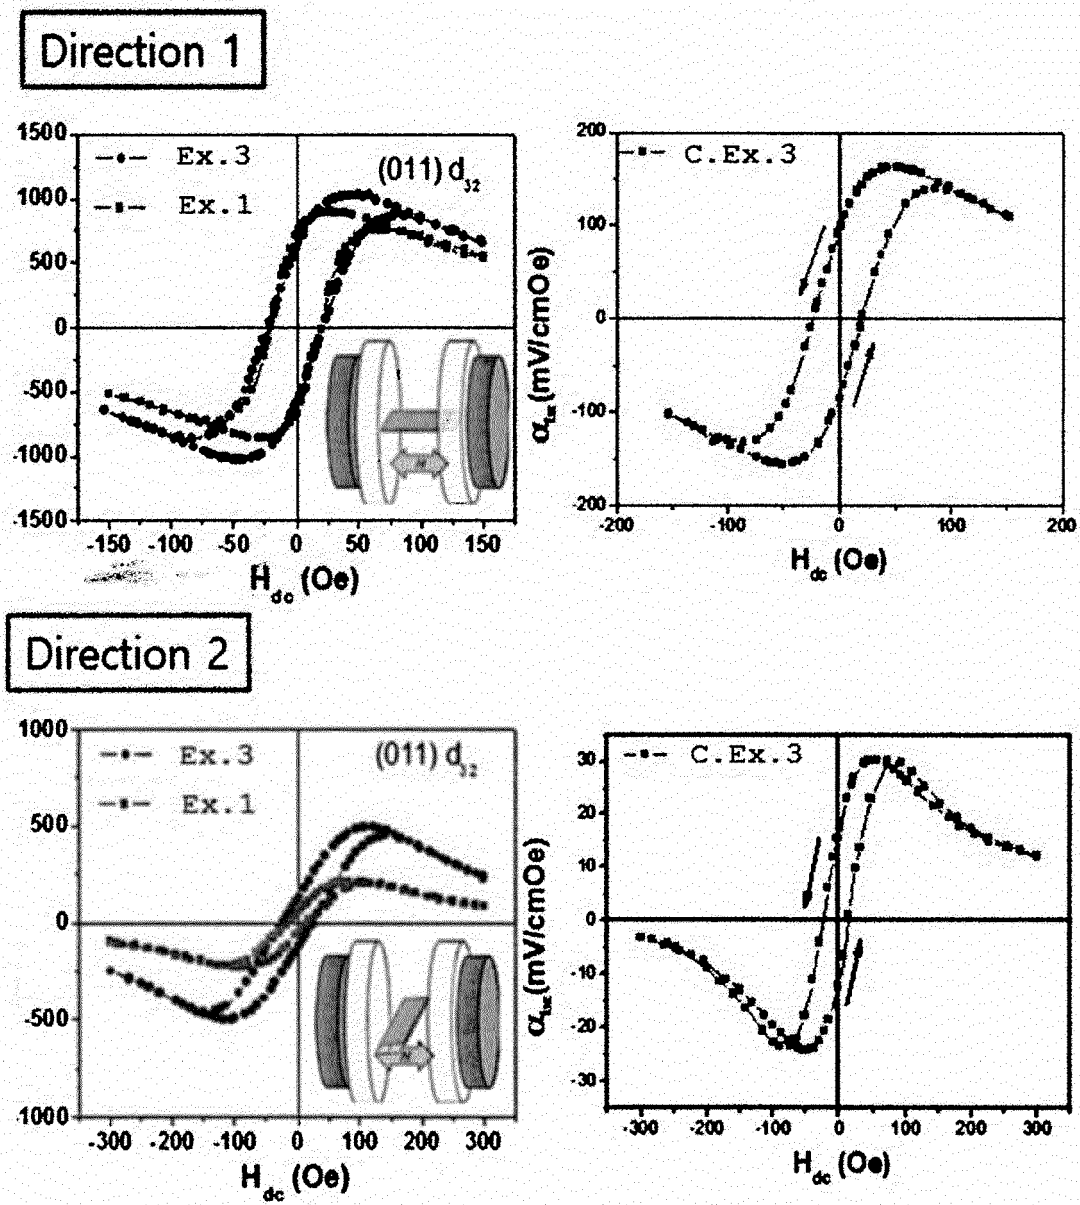 Direction 1
1500
1000
500
0
-500
-1000
-1500
Ex.3
Ex.1
(011) d32
-150 -100 -50 0 50 100 150
Hdc (Oe)
200
100
0
-100
-200
C.Ex.3
αtx(mV/cmOe)
-200 -100 0 100 200
Hdc (Oe)
Direction 2
1000
500
0
-500
-1000
Ex.3
Ex.1
(011) d32
-300 -200 -100 0 100 200 300
Hdc (Oe)
30
20
10
0
-10
-20
-30
C.Ex.3
(mV/cmOe)
-300 -200 -100 0 100 200 300
Hdc (Oe)